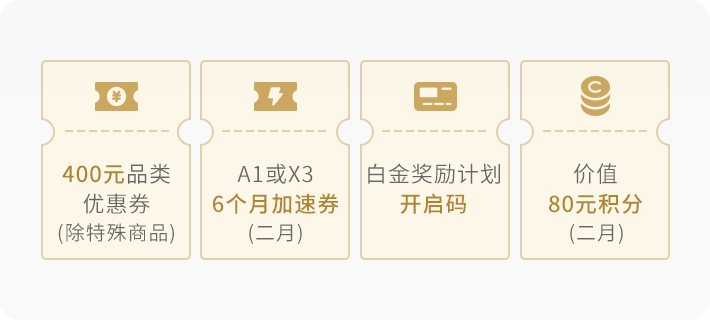 400元品类
优惠券
(除特殊商品)
A1或X3
6个月加速券
(二月)
白金奖励计划
开启码
价值
80元积分
(二月)